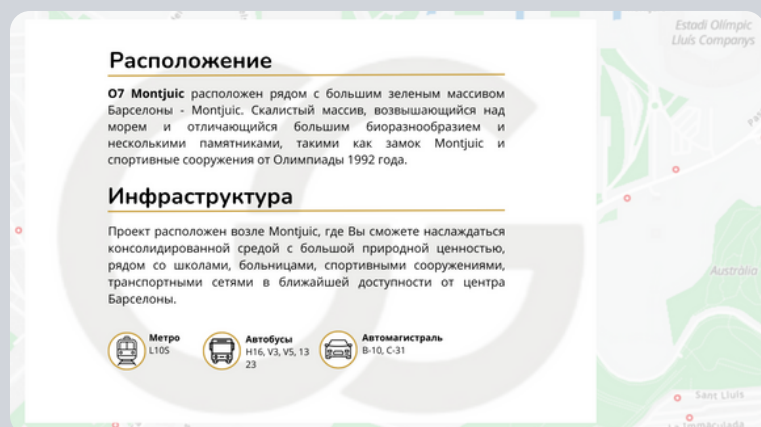 Estadi Olímpic
Lluís Companys
Расположение
O7 Montjuic расположен рядом с большим зеленым массивом
Барселоны - Montjuic. Скалистый массив, возвышающийся над
морем и отличающийся большим биоразнообразием и
несколькими памятниками, такими как замок Montjuic и
спортивные сооружения от Олимпиады 1992 года.
Инфраструктура
Проект расположен возле Montjuic, где Вы сможете наслаждаться
консолидированной средой с большой природной ценностью,
рядом со школами, больницами, спортивными сооружениями,
транспортными сетями в ближайшей доступности от центра
Барселоны.
Метро
L10S
Автобусы
H16, V3, V5, 13
23
Автомагистраль
B-10, C-31
Austràlia
Sant Lluís
la Immaculada